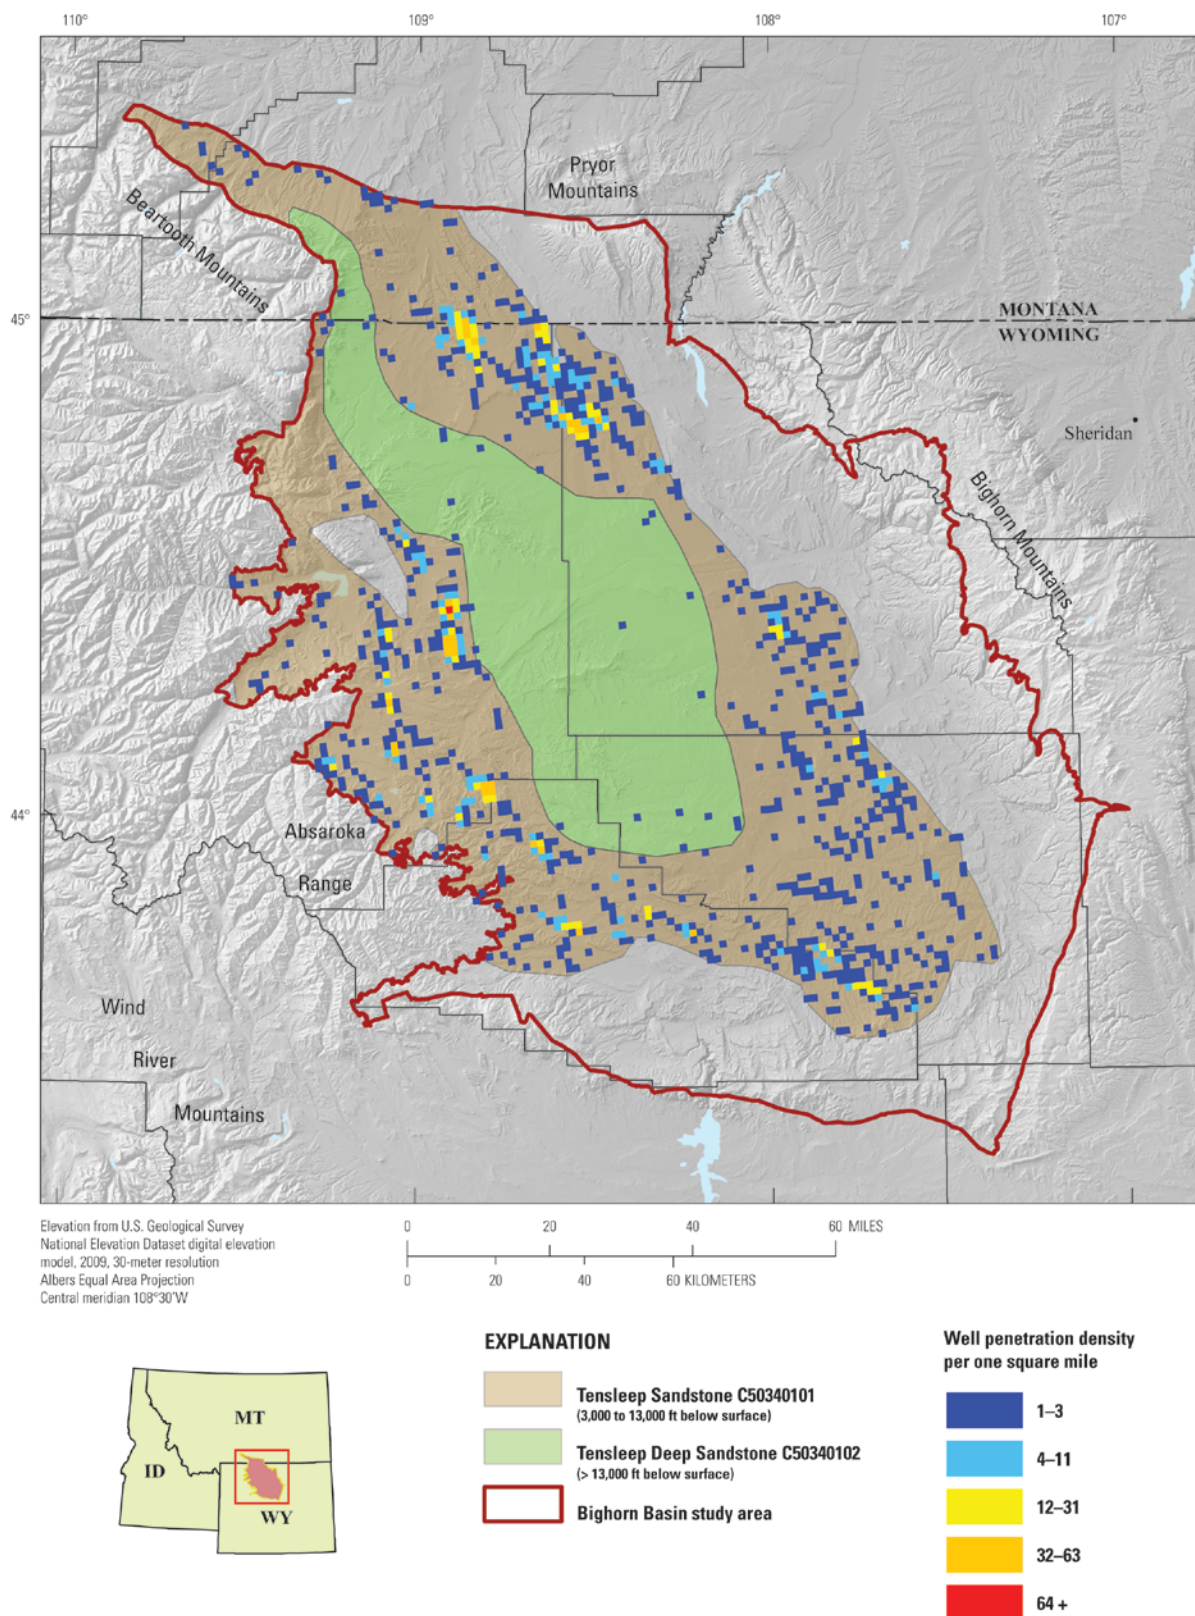 110°
109°
108°
107°
Pryor
Mountains
Beartooth Mountains
45°
MONTANA
WYOMING
Sheridan
Bighorn Mountains
44°
Absaroka
Range
Wind
River
Mountains
Elevation from U.S. Geological Survey
National Elevation Dataset digital elevation
model, 2009, 30-meter resolution
Albers Equal Area Projection
Central meridian 108°30'W
0 20 40 60 MILES
0 20 40 60 KILOMETERS
MT
ID
WY
EXPLANATION
Tensleep Sandstone C50340101
(3,000 to 13,000 ft below surface)
Tensleep Deep Sandstone C50340102
(> 13,000 ft below surface)
Bighorn Basin study area
Well penetration density
per one square mile
1–3
4–11
12–31
32–63
64 +